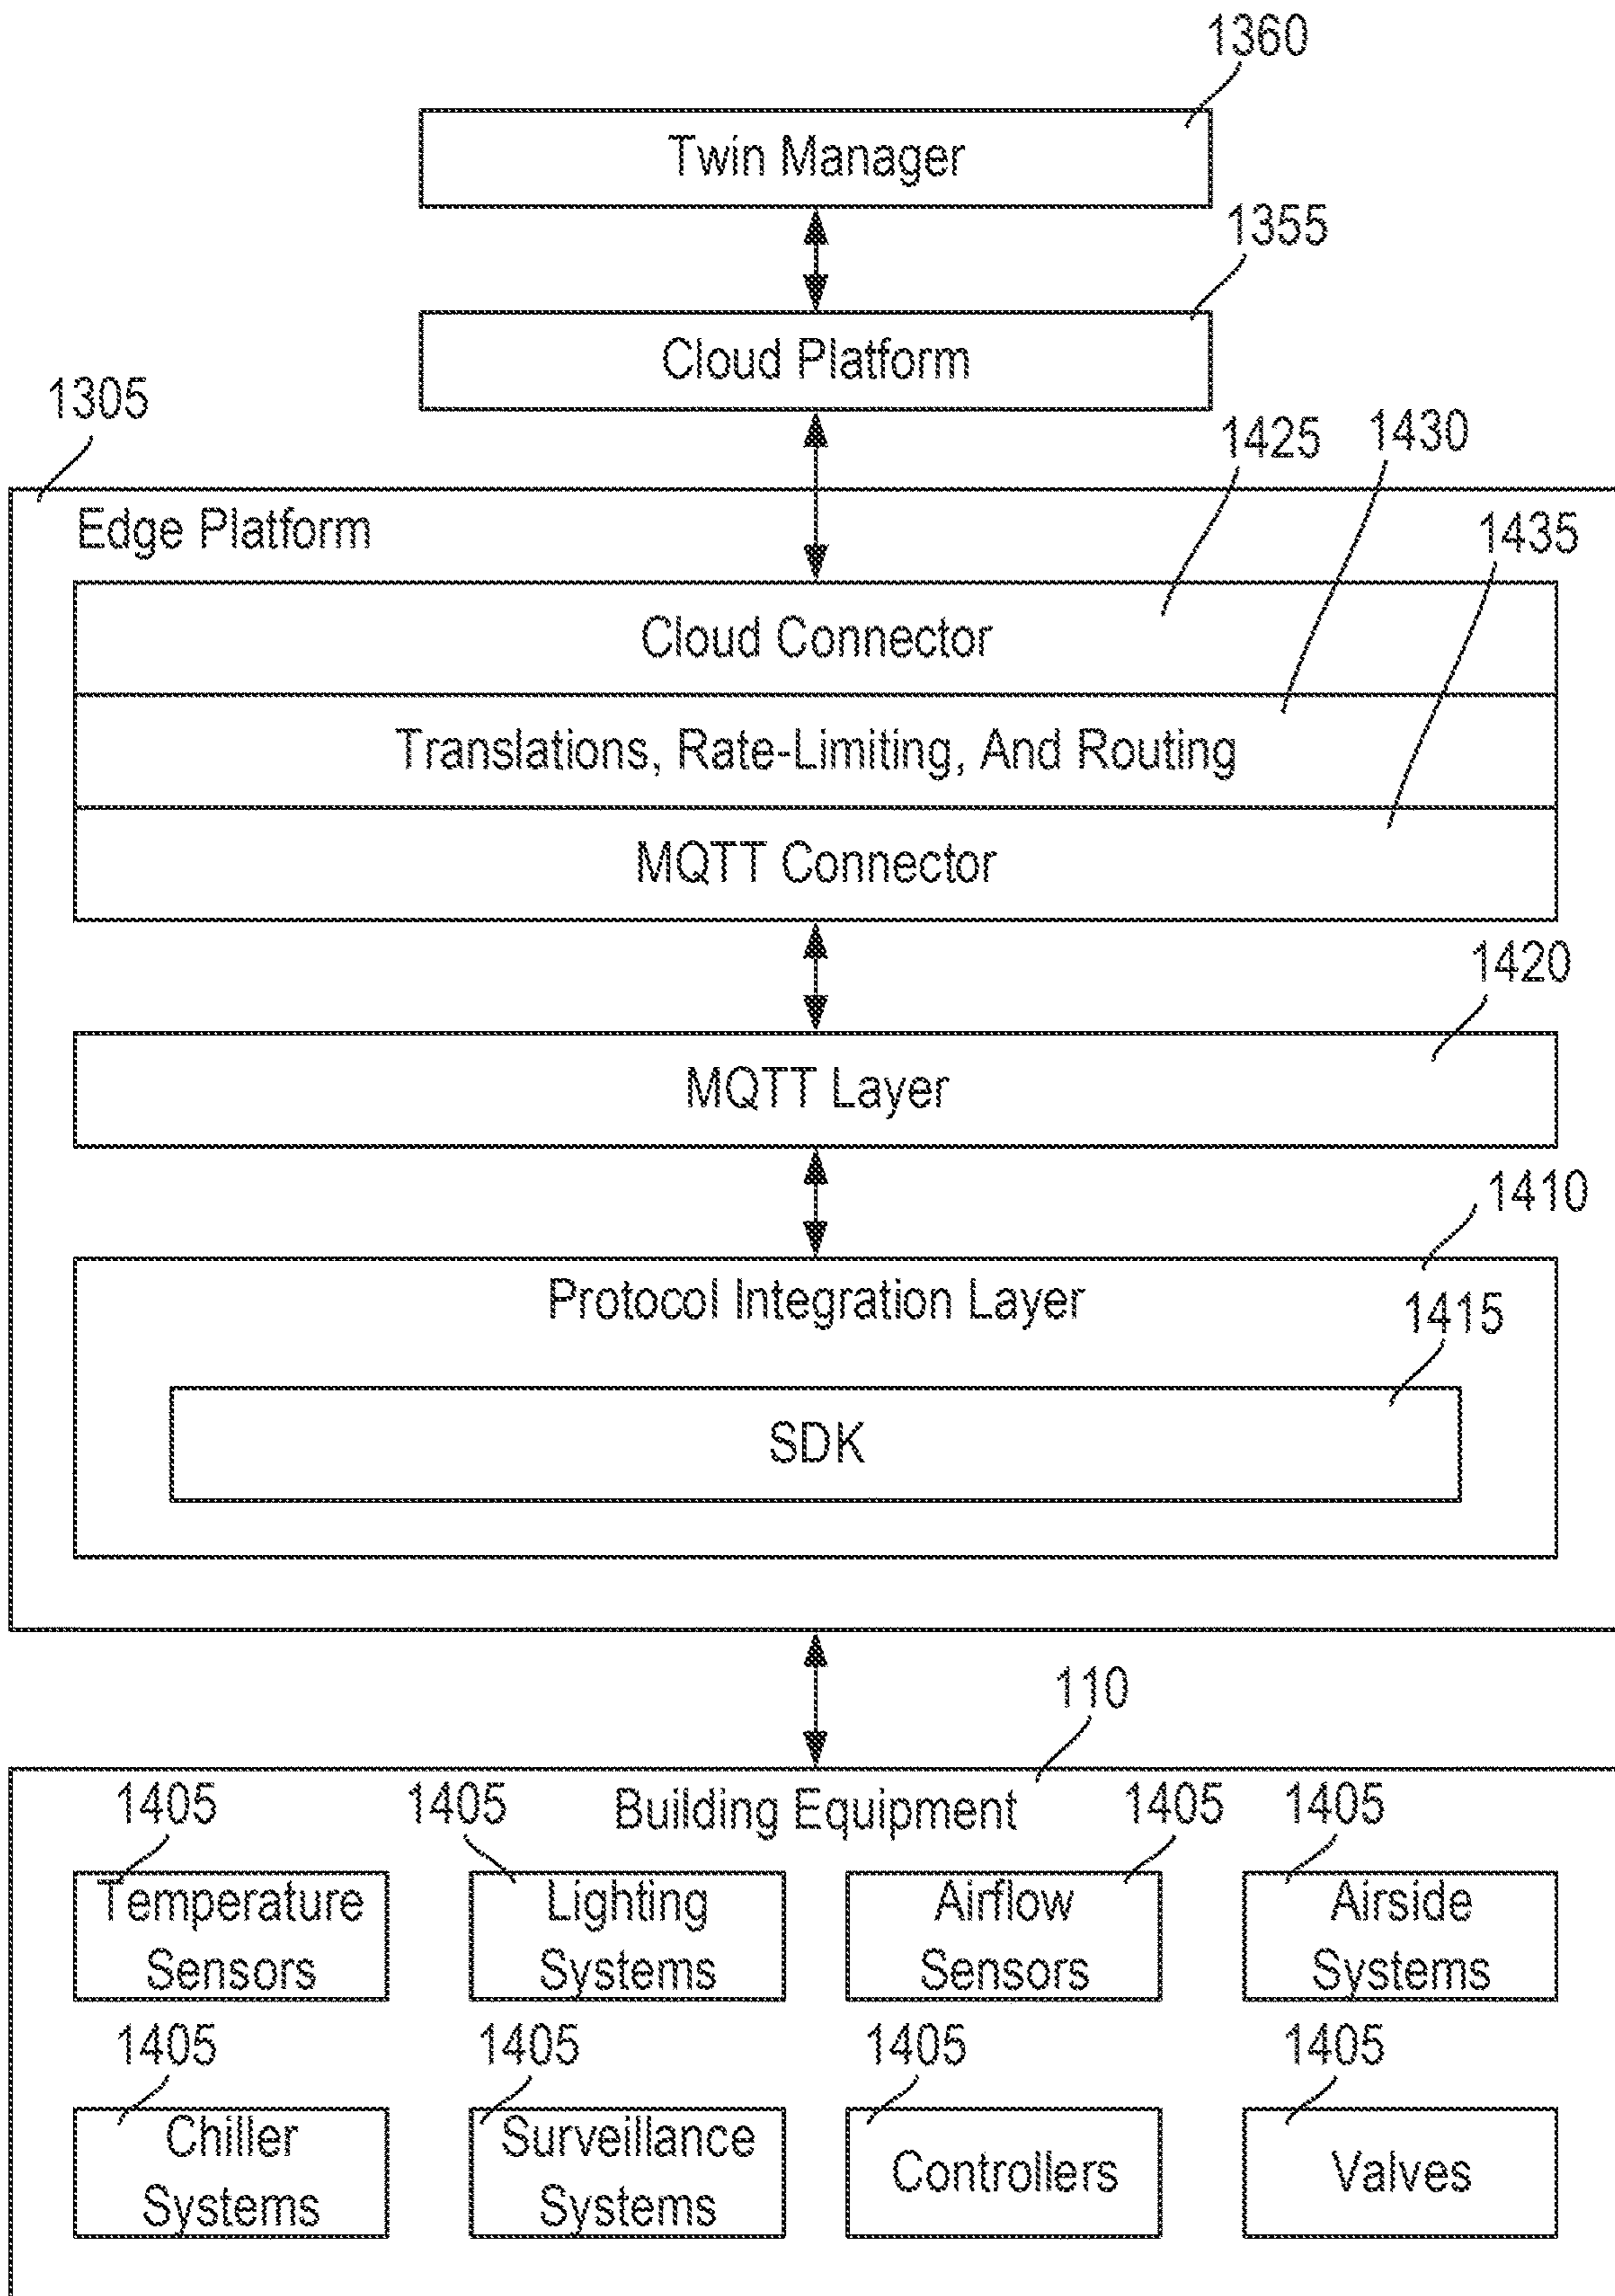 1360
Twin Manager
1355
Cloud Platform
1305
1425
1430
Edge Platform
1435
Cloud Connector
Translations, Rate-Limiting, And Routing
MQTT Connector
1420
MQTT Layer
1410
Protocol Integration Layer
1415
SDK
110
Building Equipment
1405
1405
1405
1405
Temperature
Sensors
Lighting
Systems
Airflow
Sensors
Airside
Systems
1405
1405
1405
1405
Chiller
Systems
Surveillance
Systems
Controllers
Valves